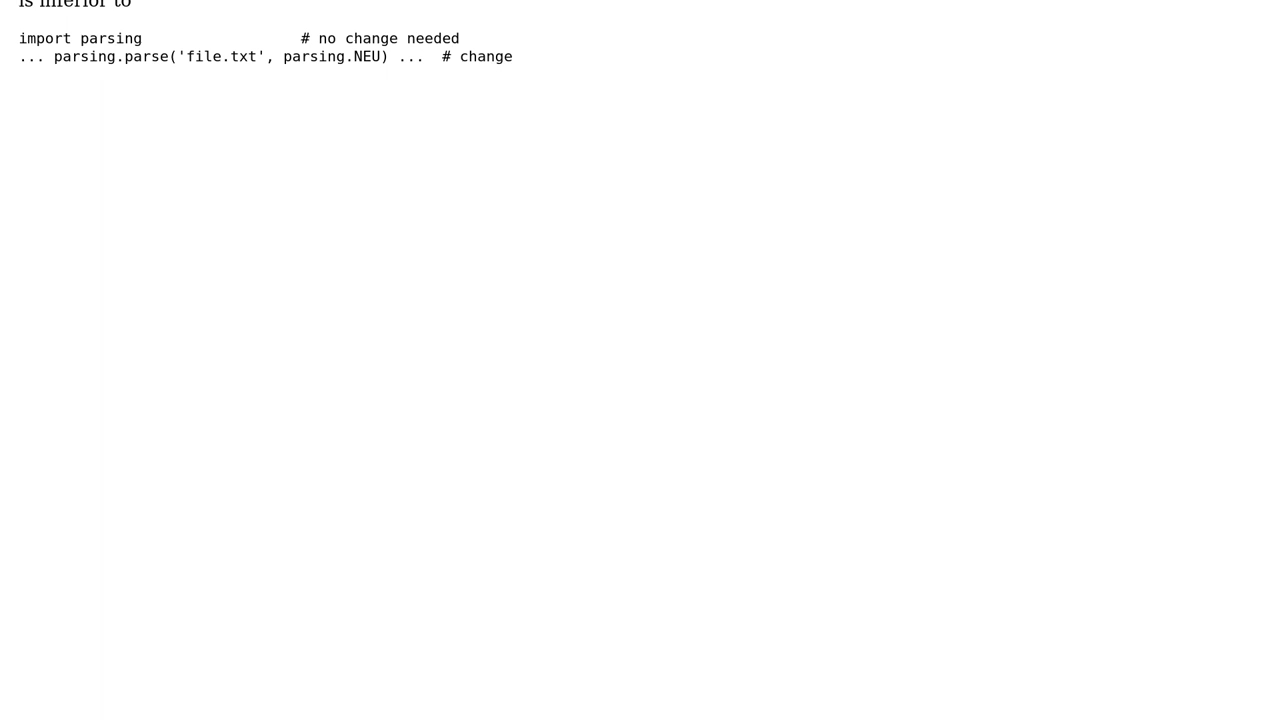 is inferior to
import parsing                  # no change needed
... parsing.parse('file.txt', parsing.NEU) ...  # change